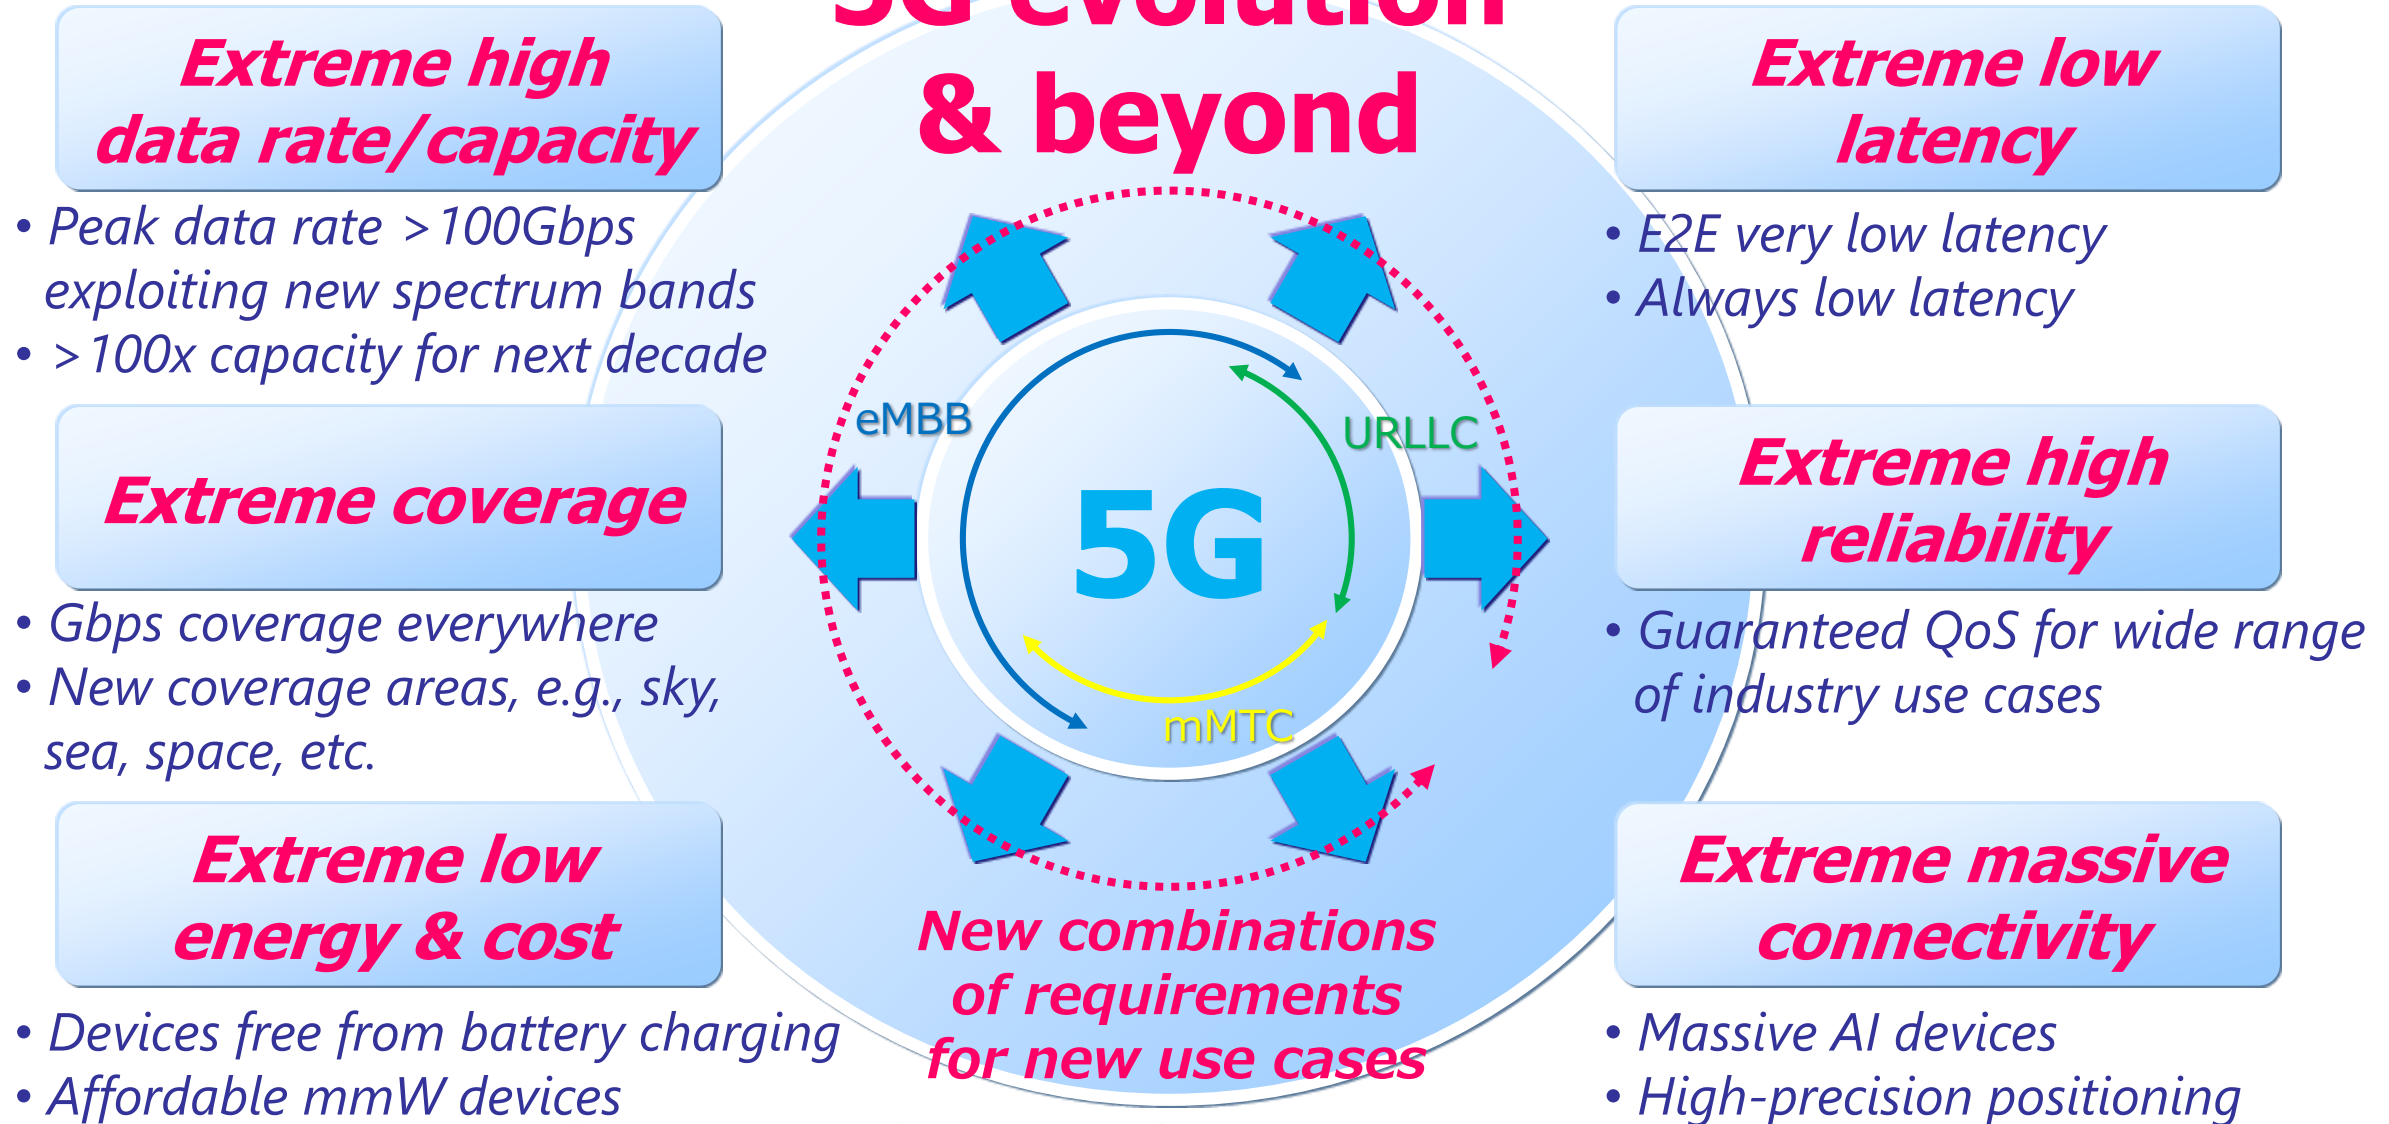 5G evolution
& beyond
Extreme high
data rate/capacity
• Peak data rate >100Gbps
exploiting new spectrum bands
• >100x capacity for next decade
Extreme coverage
• Gbps coverage everywhere
• New coverage areas, e.g., sky,
sea, space, etc.
Extreme low
energy & cost
• Devices free from battery charging
• Affordable mmW devices
eMBB
URLLC
5G
mMTC
New combinations
of requirements
for new use cases
Extreme low
latency
• E2E very low latency
• Always low latency
Extreme high
reliability
• Guaranteed QoS for wide range
of industry use cases
Extreme massive
connectivity
• Massive AI devices
• High-precision positioning